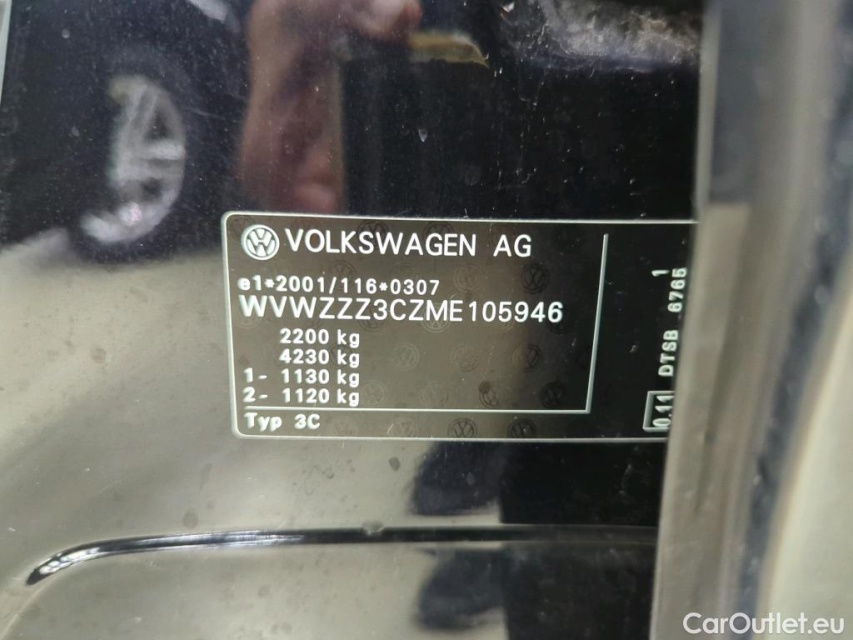 VOLKSWAGEN AG
e1*2001/116*0307
WVWZZZ3CZME105946
2200 kg
4230 kg
1- 1130 kg
2- 1120 kg
Typ 3C
011 DTSB 6765
1
CarOutlet.eu